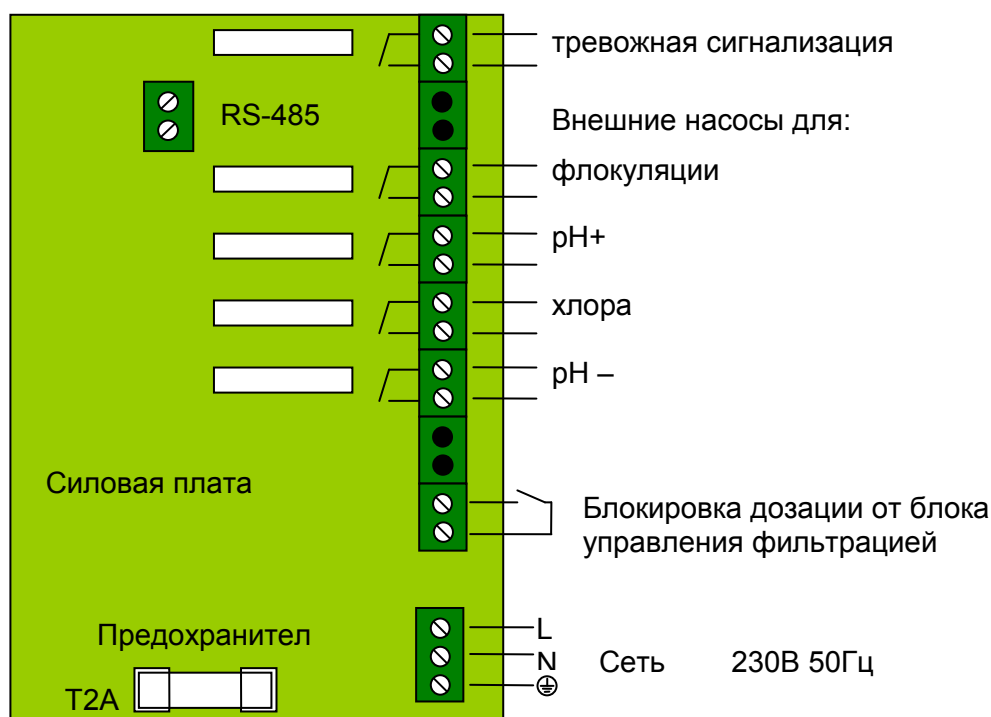 тревожная сигнализация
RS-485
Внешние насосы для:
флокуляции
pH+
хлора
pH –
Силовая плата
Блокировка дозации от блока
управления фильтрацией
Предохранител
L
N
Сеть 230В 50Гц
T2A